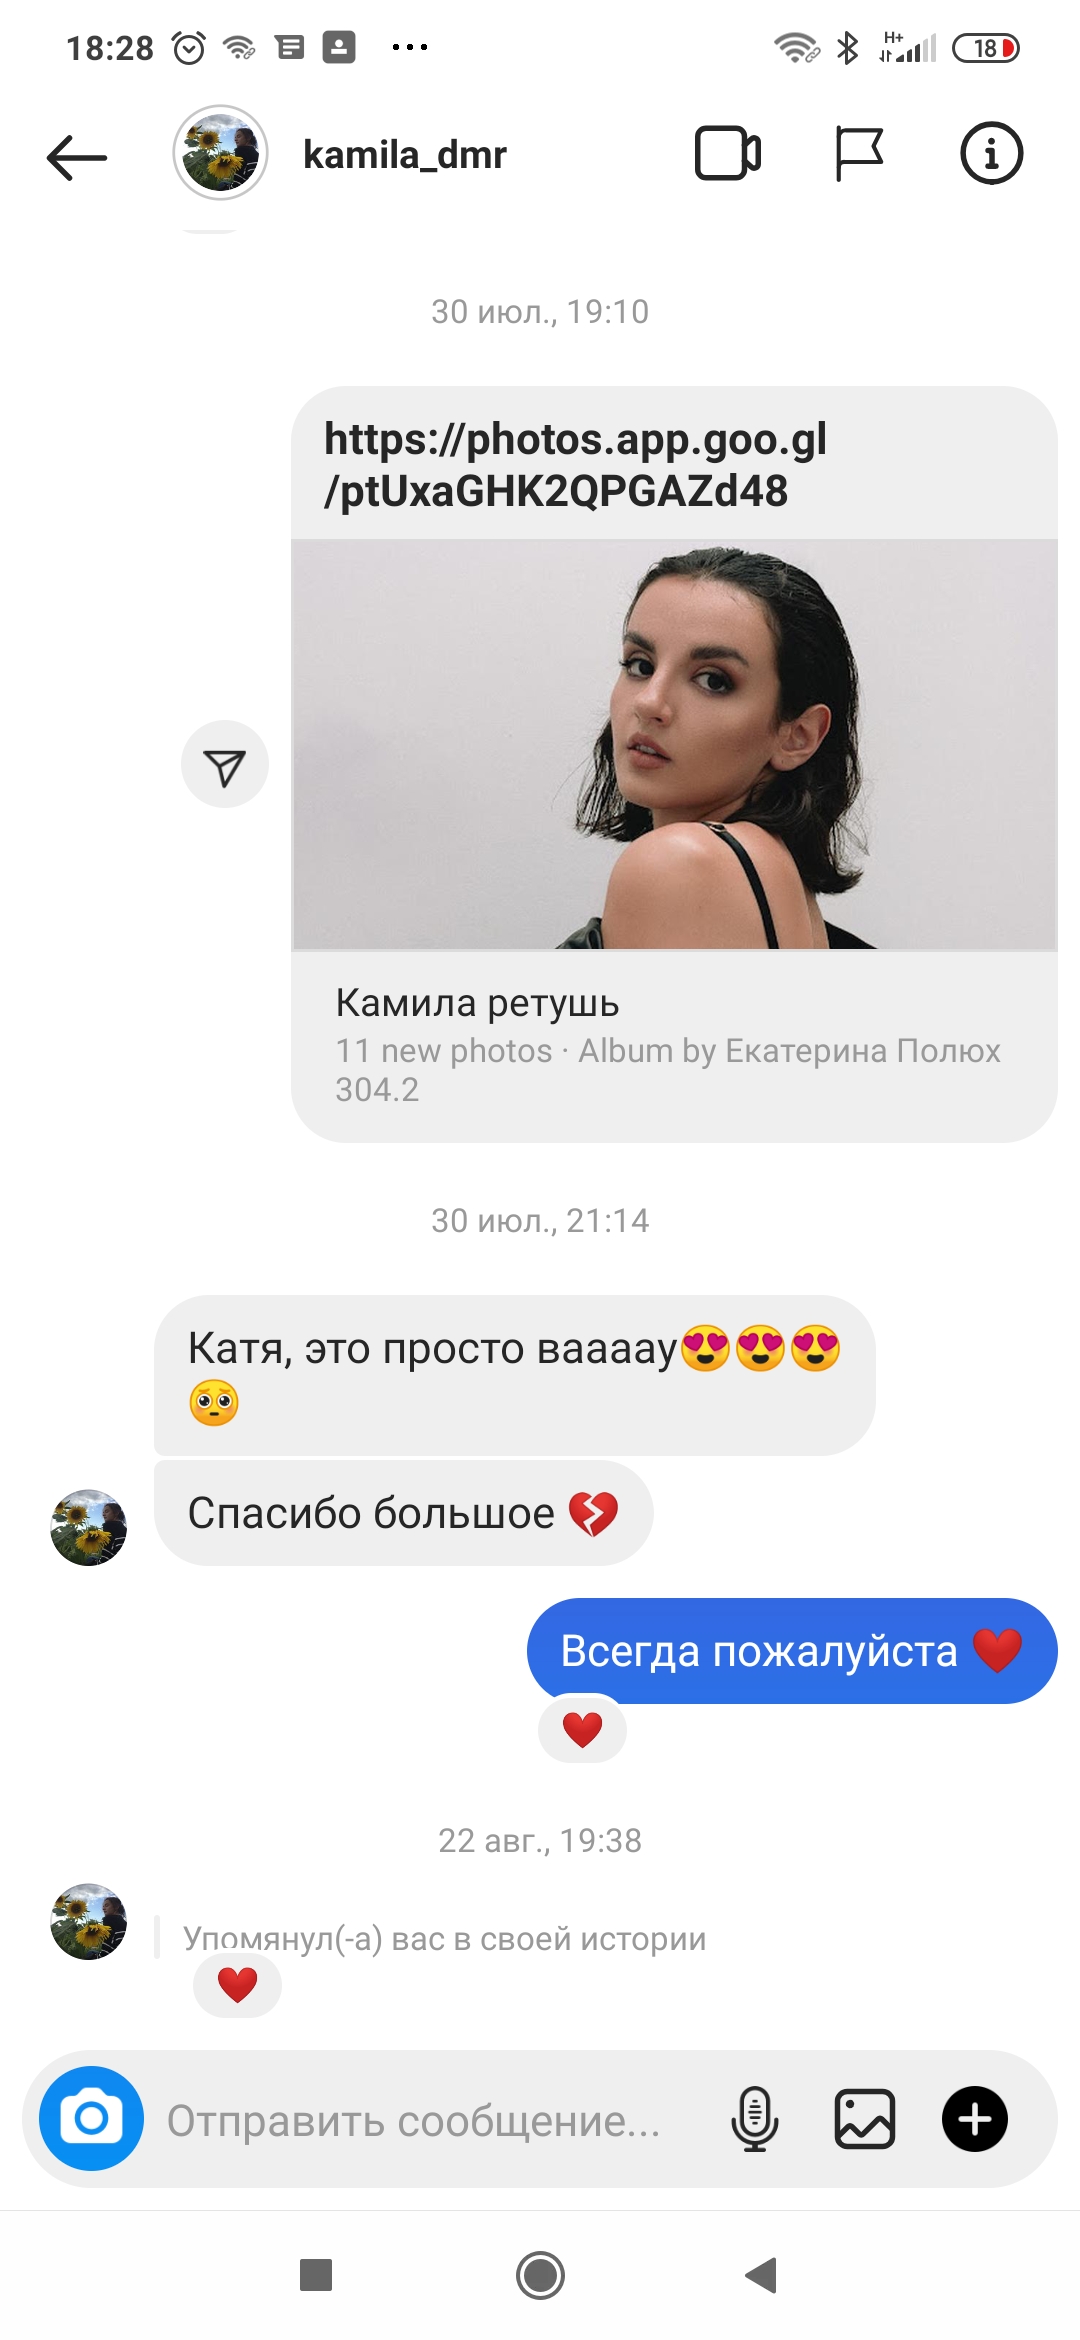 18:28
H+
18
kamila_dmr
30 июл., 19:10
https://photos.app.goo.gl
/ptUxaGHK2QPGAZd48
Камила ретушь
11 new photos · Album by Екатерина Полюх
304.2
30 июл., 21:14
Катя, это просто ваааау😍😍😍
🥺
Спасибо большое 💔
Всегда пожалуйста ❤️
❤️
22 авг., 19:38
Упомянул(-а) вас в своей истории
❤️
Отправить сообщение...